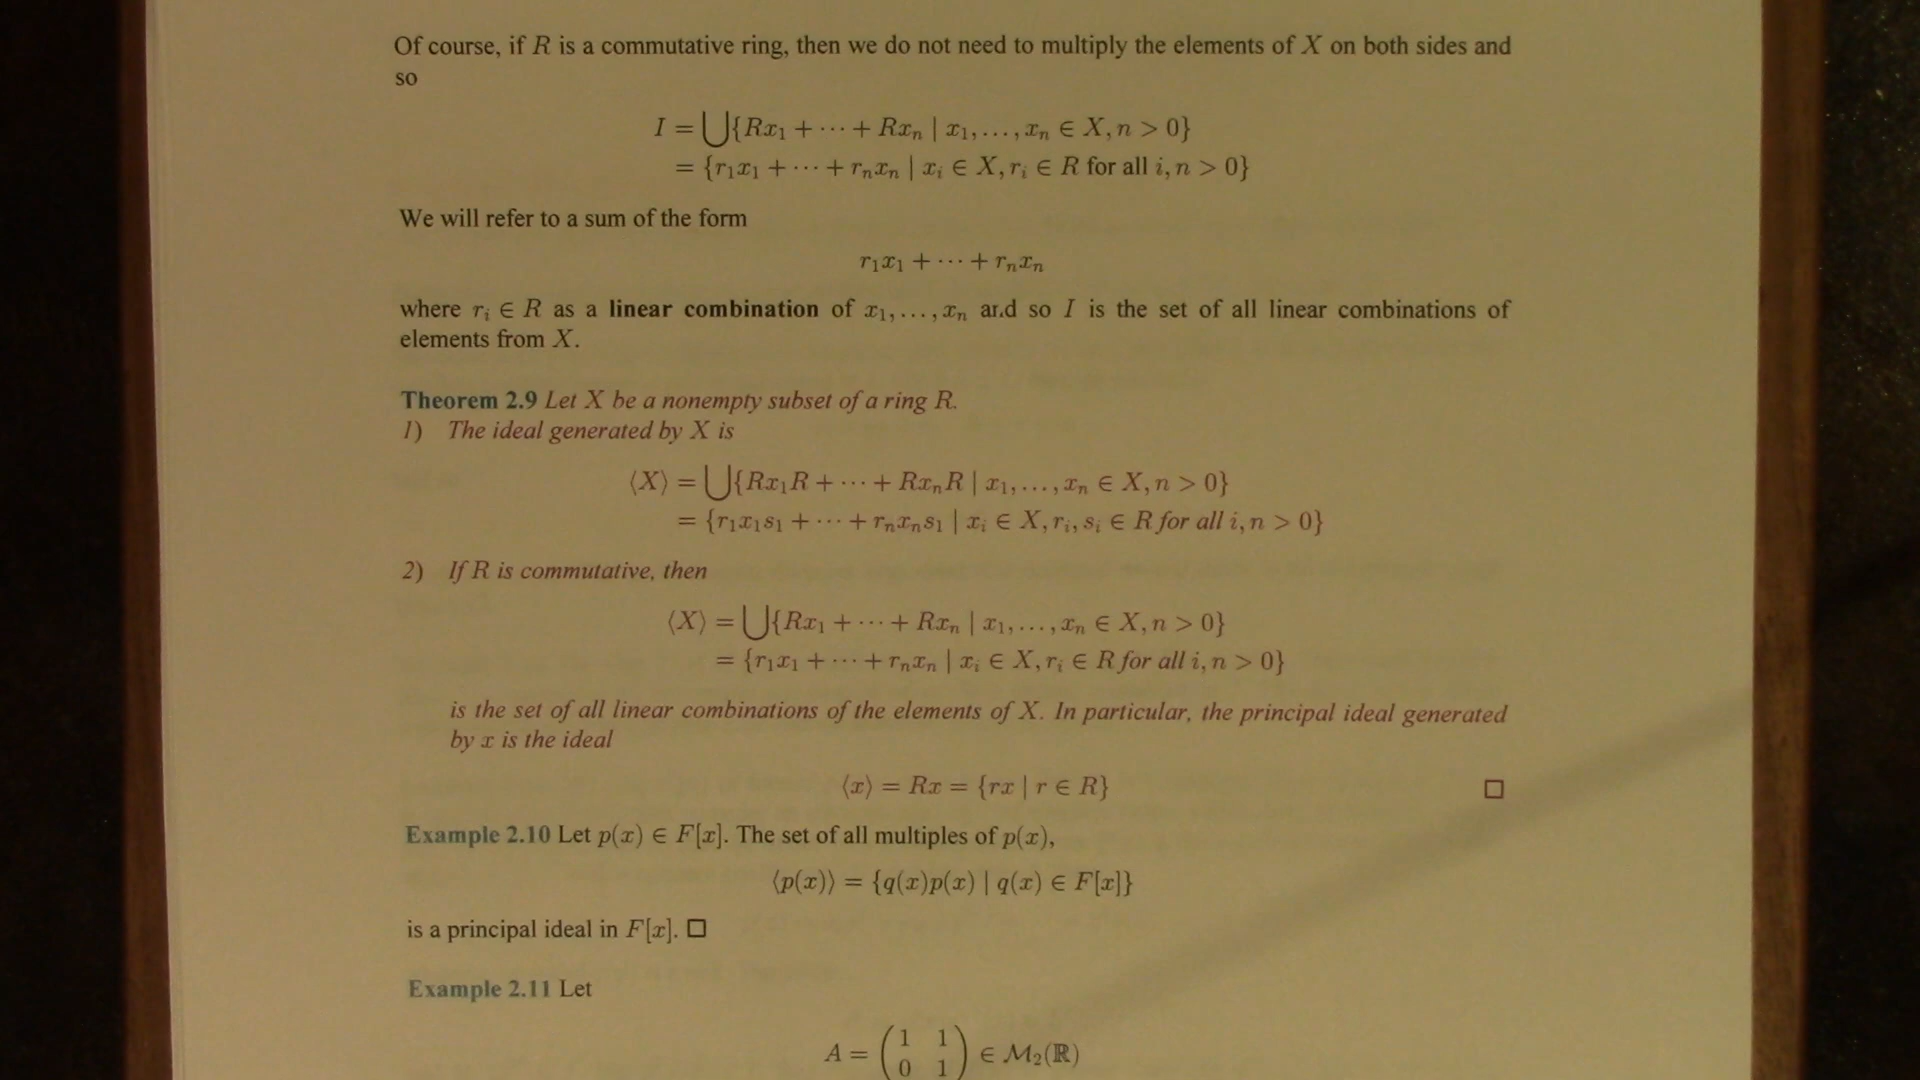 Of course, if R is a commutative ring, then we do not need to multiply the elements of X on both sides and
so
I = ⋃{Rx₁ + ⋯ + Rxₙ | x₁, …, xₙ ∈ X, n > 0}
= {r₁x₁ + ⋯ + rₙxₙ | xᵢ ∈ X, rᵢ ∈ R for all i, n > 0}
We will refer to a sum of the form
r₁x₁ + ⋯ + rₙxₙ
where rᵢ ∈ R as a linear combination of x₁, …, xₙ and so I is the set of all linear combinations of
elements from X.
Theorem 2.9 Let X be a nonempty subset of a ring R.
1) The ideal generated by X is
⟨X⟩ = ⋃{Rx₁R + ⋯ + RxₙR | x₁, …, xₙ ∈ X, n > 0}
= {r₁x₁s₁ + ⋯ + rₙxₙs₁ | xᵢ ∈ X, rᵢ, sᵢ ∈ R for all i, n > 0}
2) If R is commutative, then
⟨X⟩ = ⋃{Rx₁ + ⋯ + Rxₙ | x₁, …, xₙ ∈ X, n > 0}
= {r₁x₁ + ⋯ + rₙxₙ | xᵢ ∈ X, rᵢ ∈ R for all i, n > 0}
is the set of all linear combinations of the elements of X. In particular, the principal ideal generated
by x is the ideal
⟨x⟩ = Rx = {rx | r ∈ R} □
Example 2.10 Let p(x) ∈ F[x]. The set of all multiples of p(x),
⟨p(x)⟩ = {q(x)p(x) | q(x) ∈ F[x]}
is a principal ideal in F[x]. □
Example 2.11 Let
A = (1 1
0 1) ∈ ℳ₂(ℝ)